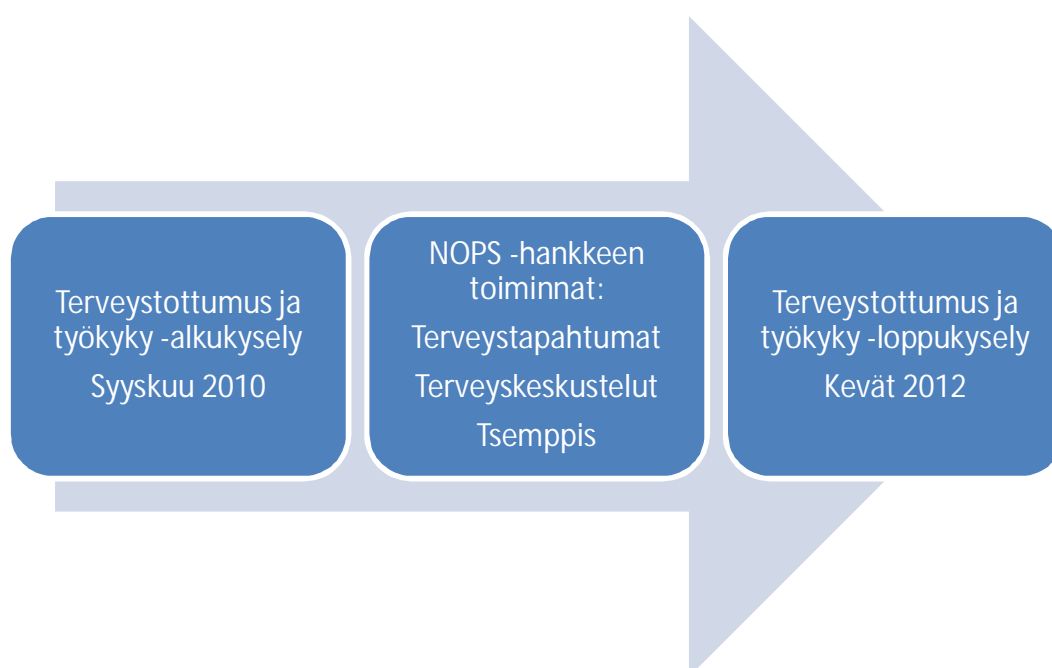 Terveystottumus ja
työkyky -alkukysely
Syyskuu 2010
NOPS -hankkeen
toiminnat:
Terveystapahtumat
Terveyskeskustelut
Tsemppis
Terveystottumus ja
työkyky -loppukysely
Kevät 2012